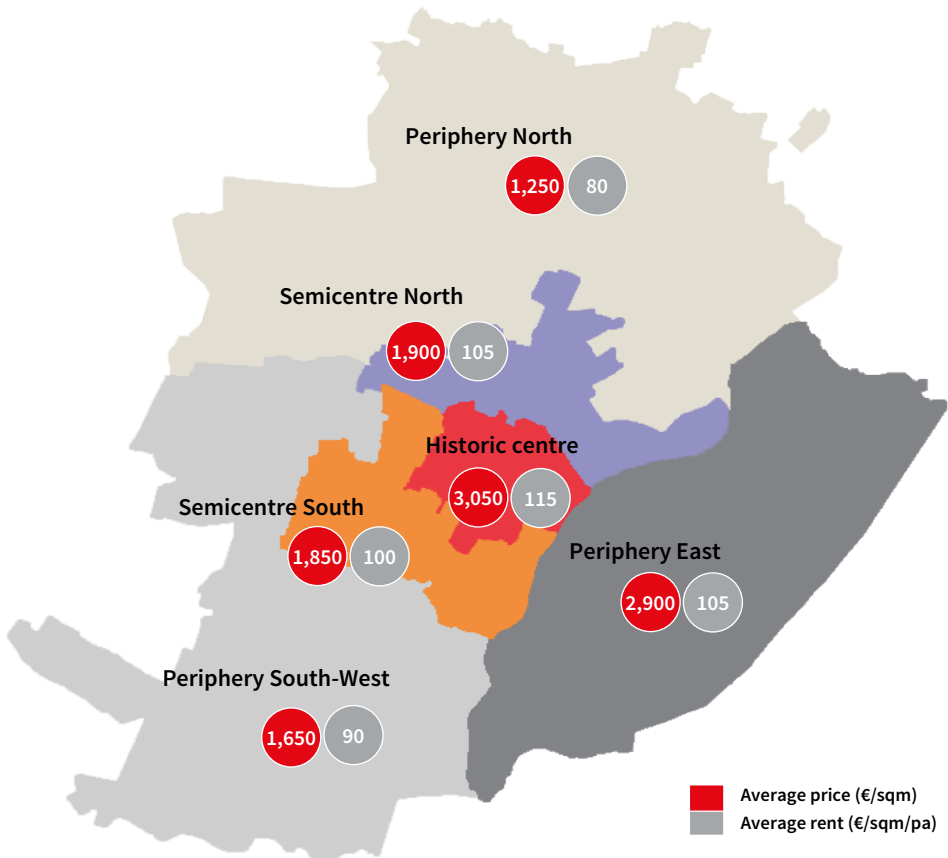 Periphery North
1,250 80
Semicentre North
1,900 105
Historic centre
3,050 115
Semicentre South
1,850 100
Periphery East
2,900 105
Periphery South-West
1,650 90
Average price (€/sqm)
Average rent (€/sqm/pa)